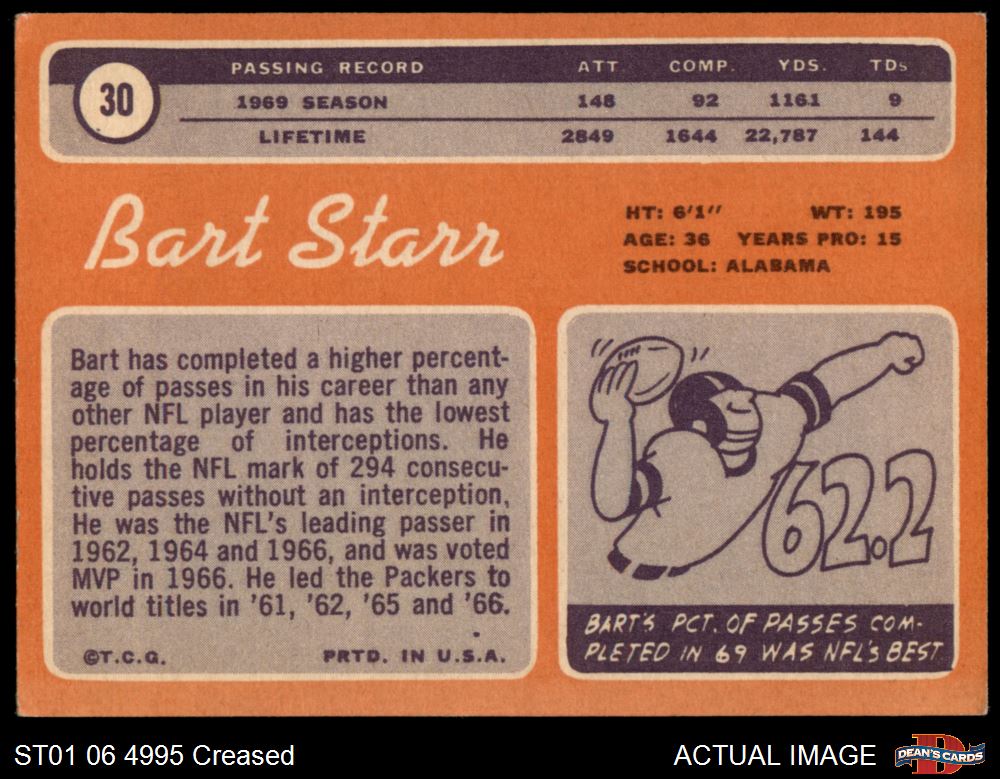 30
PASSING RECORD ATT. COMP. YDS. TDs
1969 SEASON 148 92 1161 9
LIFETIME 2849 1644 22,787 144
Bart Starr
HT: 6'1'' WT: 195
AGE: 36 YEARS PRO: 15
SCHOOL: ALABAMA
Bart has completed a higher percent-
age of passes in his career than any
other NFL player and has the lowest
percentage of interceptions. He
holds the NFL mark of 294 consecu-
tive passes without an interception,
He was the NFL's leading passer in
1962, 1964 and 1966, and was voted
MVP in 1966. He led the Packers to
world titles in '61, '62, '65 and '66.
©T.C.G. PRTD. IN U.S.A.
62.2
BART'S PCT. OF PASSES COM-
PLETED IN 69 WAS NFL'S BEST
ST01 06 4995 Creased
ACTUAL IMAGE
DEAN'S CARDS